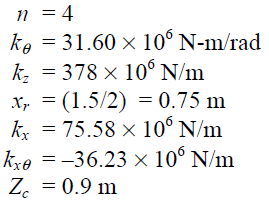 n = 4
kθ = 31.60 × 10⁶ N-m/rad
kz = 378 × 10⁶ N/m
xr = (1.5/2) = 0.75 m
kx = 75.58 × 10⁶ N/m
kxθ = –36.23 × 10⁶ N/m
Zc = 0.9 m